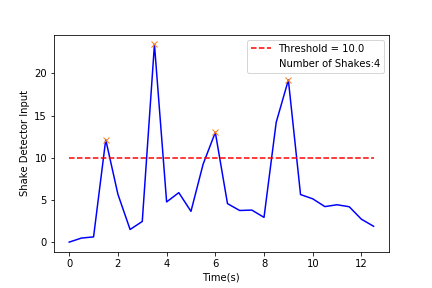 Threshold = 10.0
Number of Shakes:4
Shake Detector Input
20
15
10
5
0
0 2 4 6 8 10 12
Time(s)